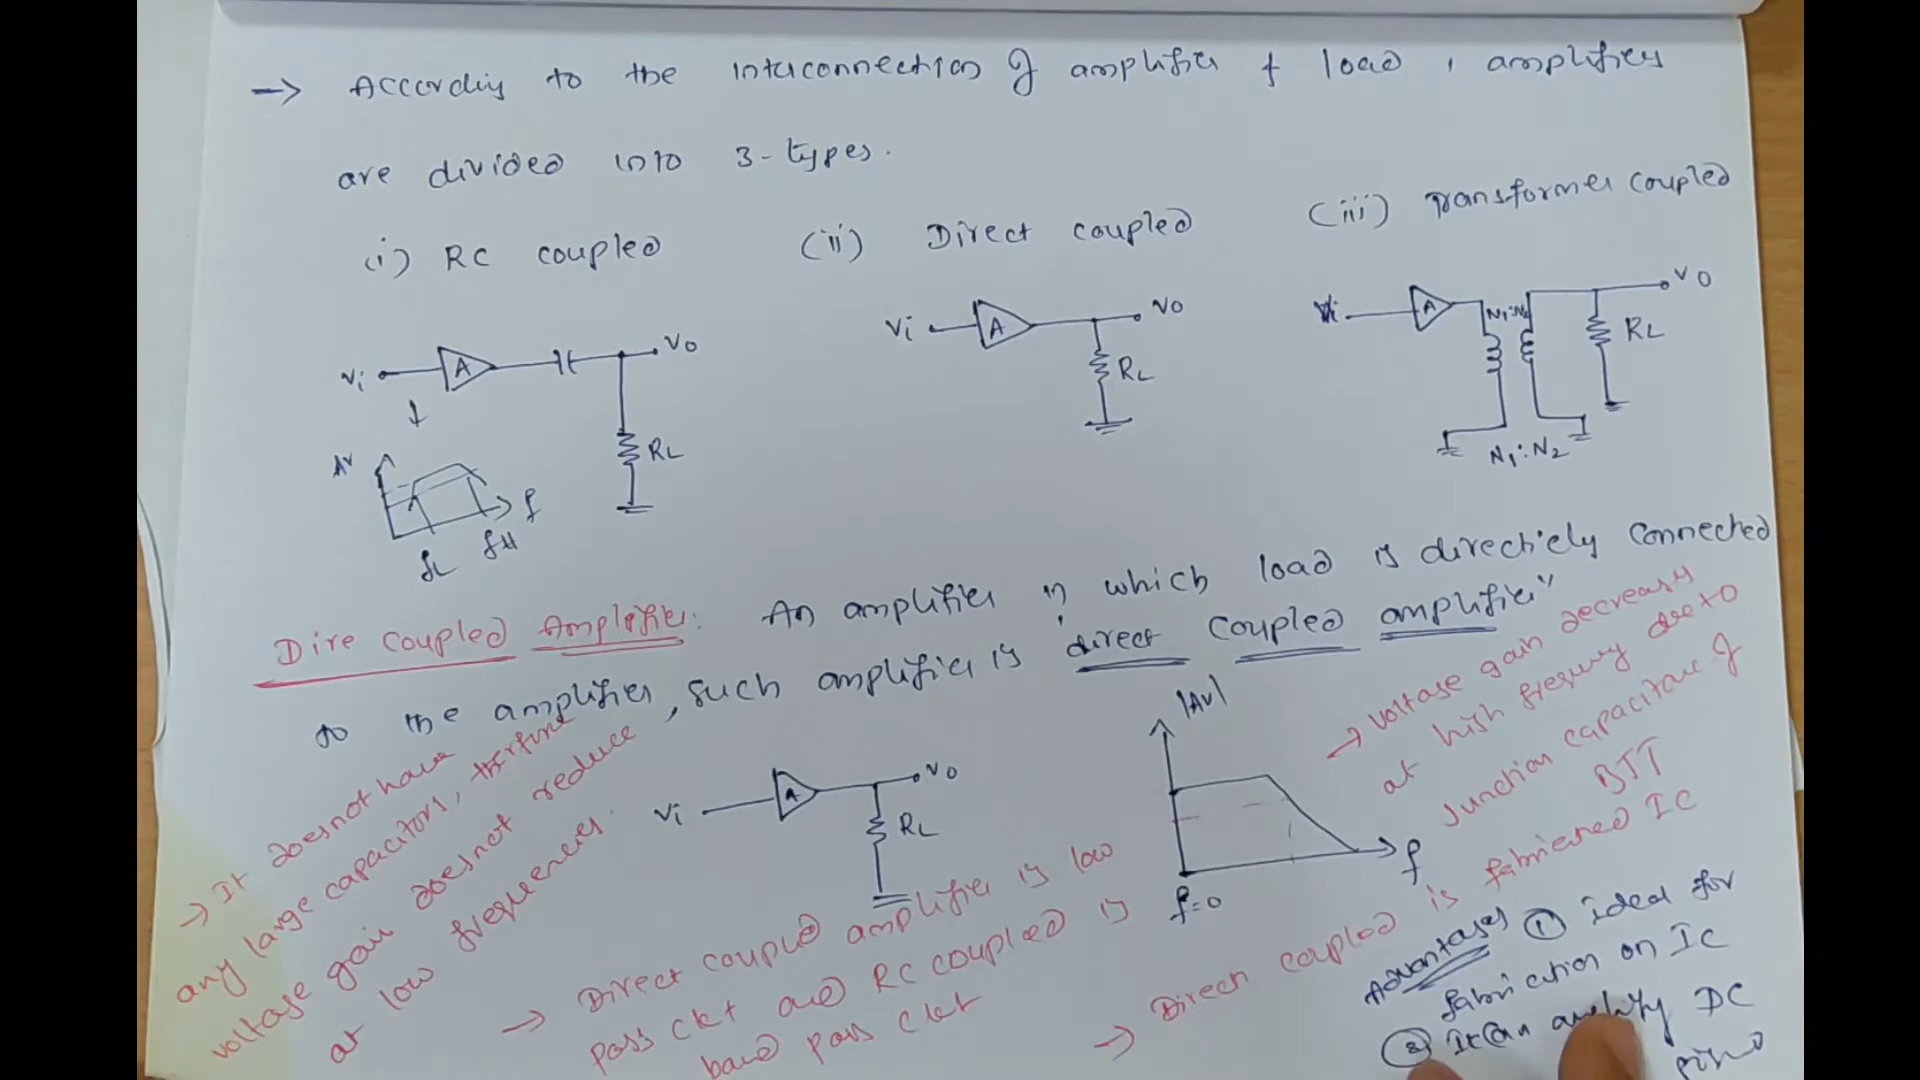 → According to the interconnection of amplifier & load, amplifiers
are divided into 3-types.
(i) RC coupled
(ii) Direct coupled
(iii) Transformer coupled
Vi A Vo
RL
Av
f
fL fH
Vi A Vo
RL
Vi A N1:N2 Vo
RL
N1:N2
Dire coupled Amplifier: An amplifier in which load is directiely connected
to the amplifier, such amplifier is "direct coupled amplifier"
→ It doesnot have
any large capacitors, therfore
voltage gain doesnot reduce
at low frequencies.
Vi A Vo
RL
|Av|
f
f=0
→ voltage gain decreases
at high frequency due to
Junction capacitance of
BJT
→ Direct coupled amplifier is low
pass ckt and RC coupled is
band pass ckt
→ Direct coupled is fabricated IC
Advantages ① ideal for
fabrication on IC
② It can amplify DC